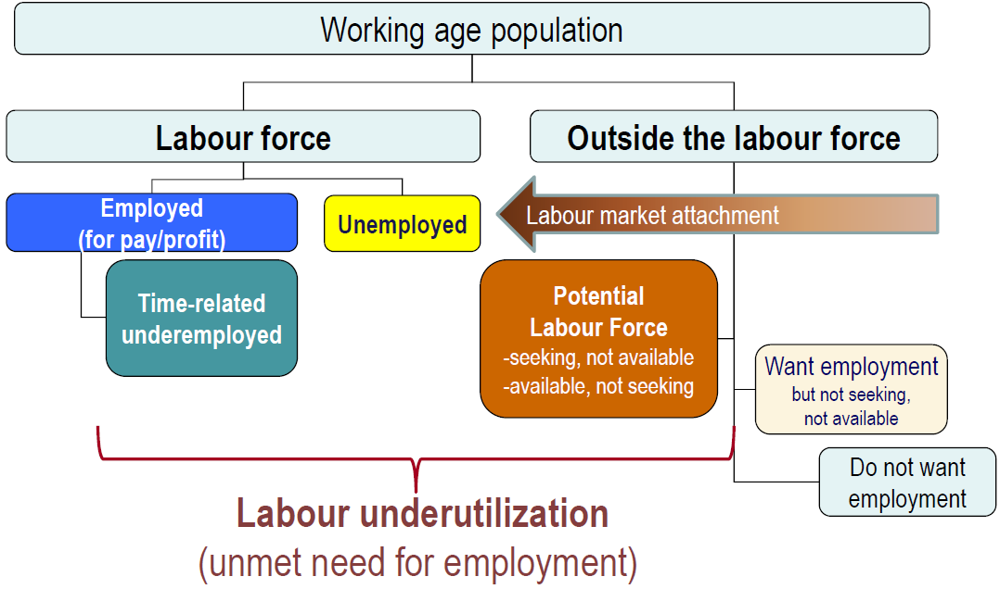 Working age population
Labour force
Outside the labour force
Employed
(for pay/profit)
Unemployed
Labour market attachment
Time-related
underemployed
Potential
Labour Force
-seeking, not available
-available, not seeking
Want employment
but not seeking,
not available
Do not want
employment
Labour underutilization
(unmet need for employment)